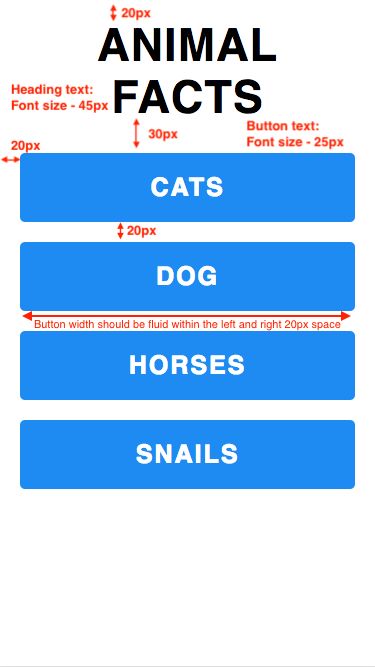 20px
ANIMAL
Heading text:
Font size - 45px
FACTS
30px
Button text:
Font size - 25px
20px
CATS
20px
DOG
Button width should be fluid within the left and right 20px space
HORSES
SNAILS